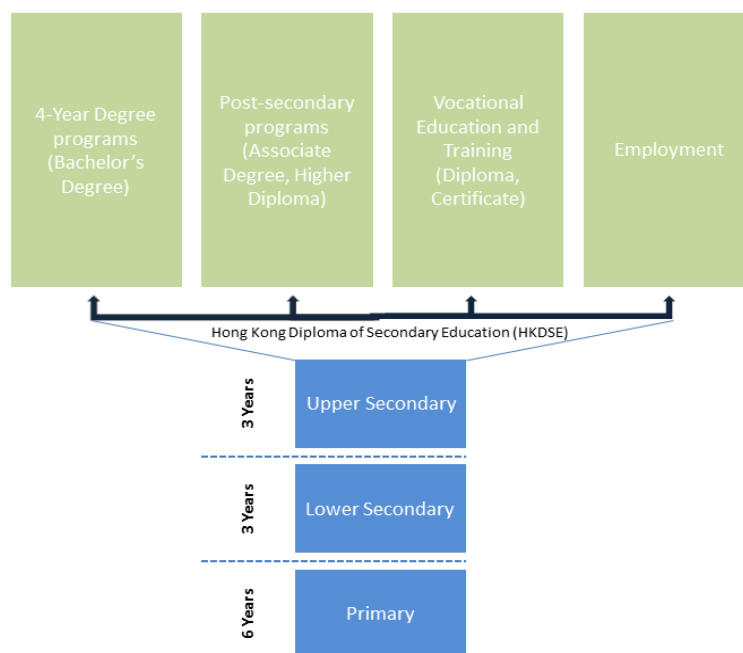 4-Year Degree
programs
(Bachelor's
Degree)
Post-secondary
programs
(Associate
Degree, Higher
Diploma)
Vocational
Education and
Training
(Diploma,
Certificate)
Employment
Hong Kong Diploma of Secondary Education (HKDSE)
3 Years
Upper Secondary
3 Years
Lower Secondary
6 Years
Primary